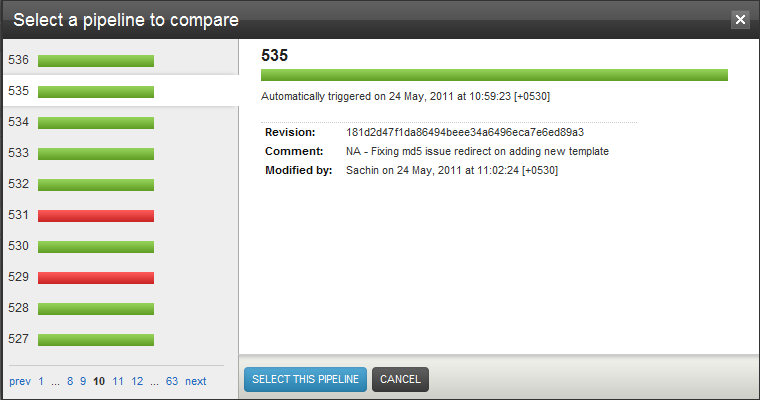 Select a pipeline to compare
536
535
534
533
532
531
530
529
528
527
prev 1 ... 8 9 10 11 12 ... 63 next
535
Automatically triggered on 24 May, 2011 at 10:59:23 [+0530]
Revision: 181d2d47f1da86494beee34a6496eca7e6ed89a3
Comment: NA - Fixing md5 issue redirect on adding new template
Modified by: Sachin on 24 May, 2011 at 11:02:24 [+0530]
SELECT THIS PIPELINE CANCEL